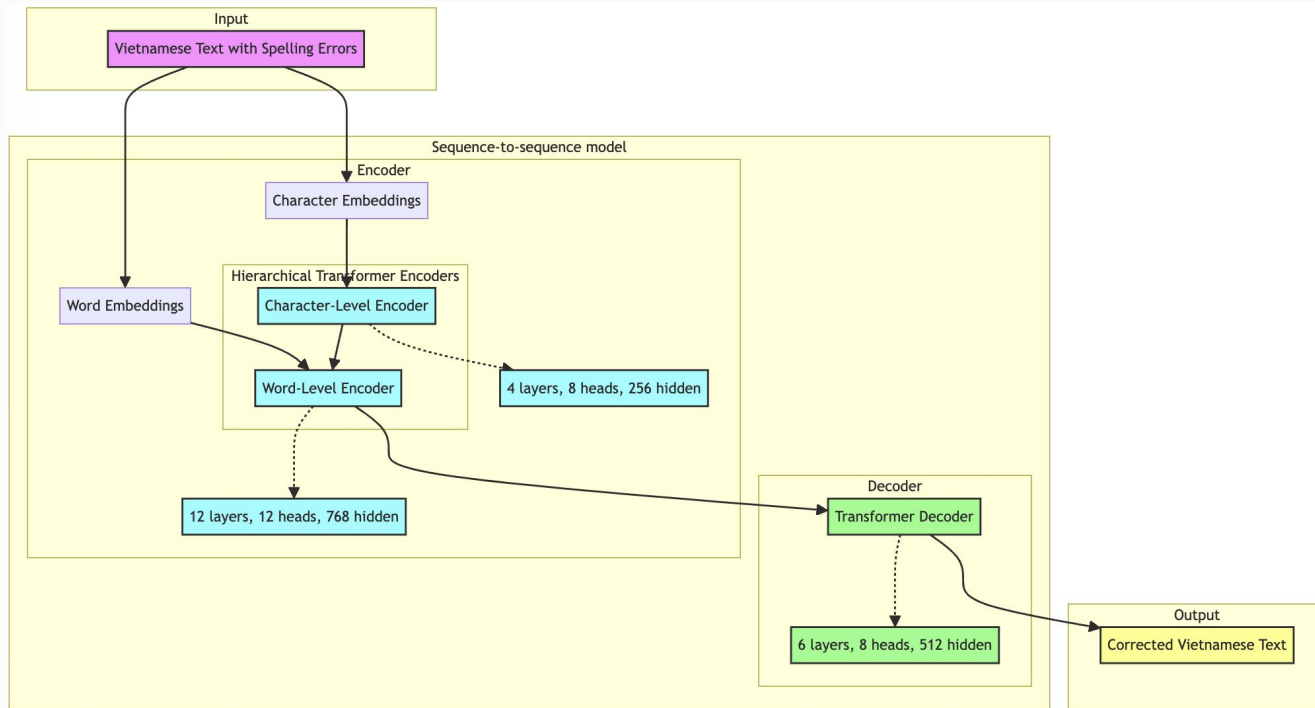 Input
Vietnamese Text with Spelling Errors
Sequence-to-sequence model
Encoder
Character Embeddings
Hierarchical Transformer Encoders
Word Embeddings
Character-Level Encoder
Word-Level Encoder
4 layers, 8 heads, 256 hidden
12 layers, 12 heads, 768 hidden
Decoder
Transformer Decoder
6 layers, 8 heads, 512 hidden
Output
Corrected Vietnamese Text